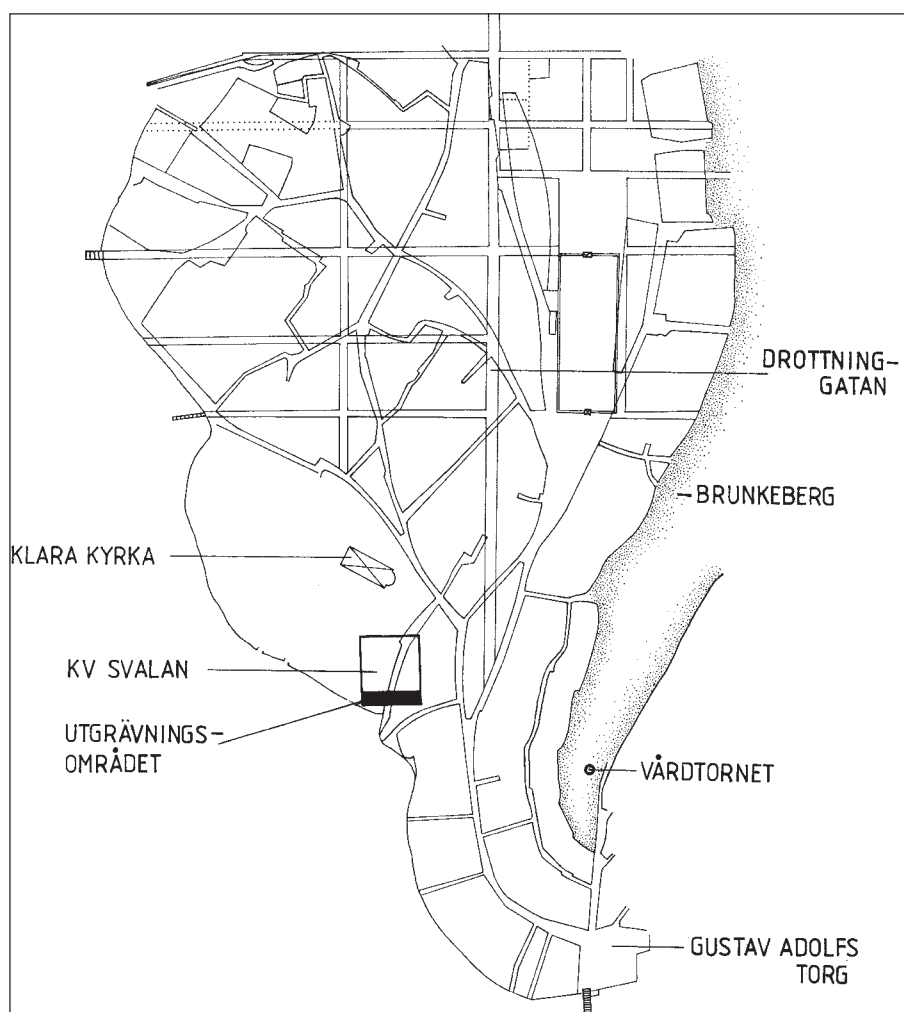 DROTTNING-
GATAN
BRUNKEBERG
KLARA KYRKA
KV SVALAN
UTGRÄVNINGS-
OMRÅDET
VÅRDTORNET
GUSTAV ADOLFS
TORG